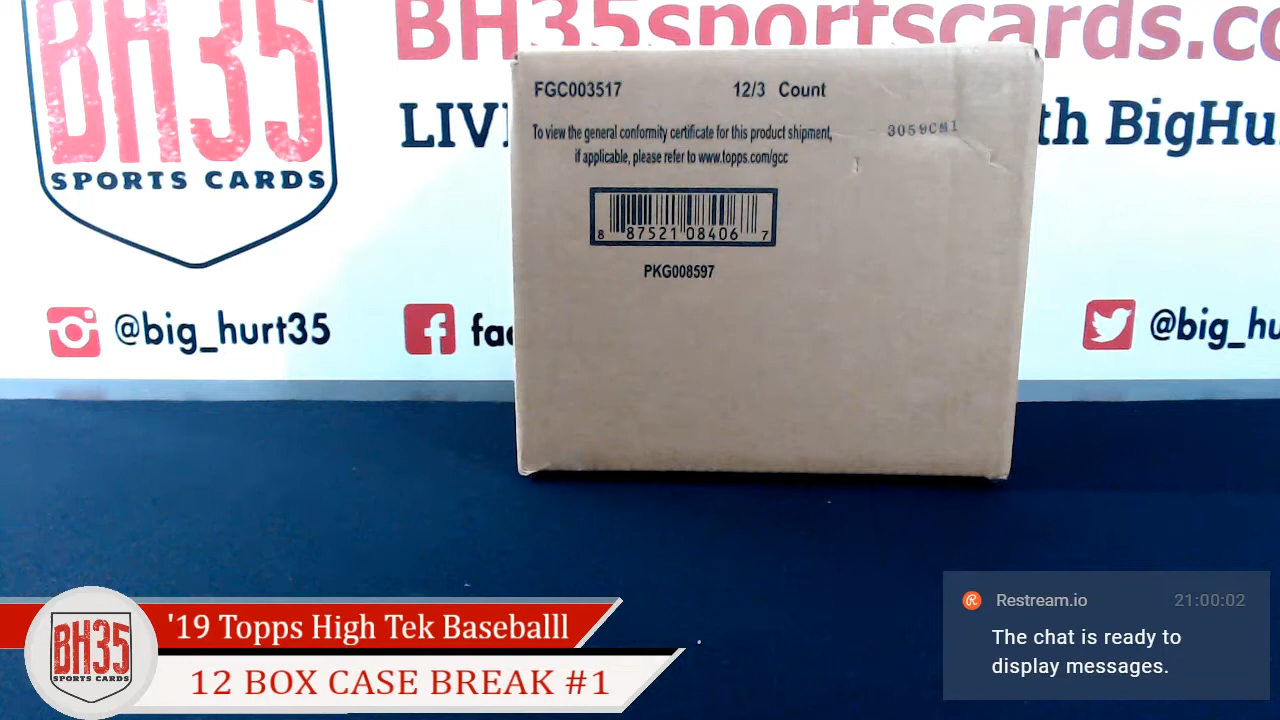 BH35
SPORTS CARDS
BH35sportscards.co
LIV
th BigHu
@big_hurt35
@big_hu
FGC003517 12/3 Count
To view the general conformity certificate for this product shipment,
if applicable, please refer to www.topps.com/gcc
3059CM1
8 87521 08406 7
PKG008597
BH35
SPORTS CARDS
'19 Topps High Tek Baseballl
12 BOX CASE BREAK #1
Restream.io 21:00:02
The chat is ready to
display messages.